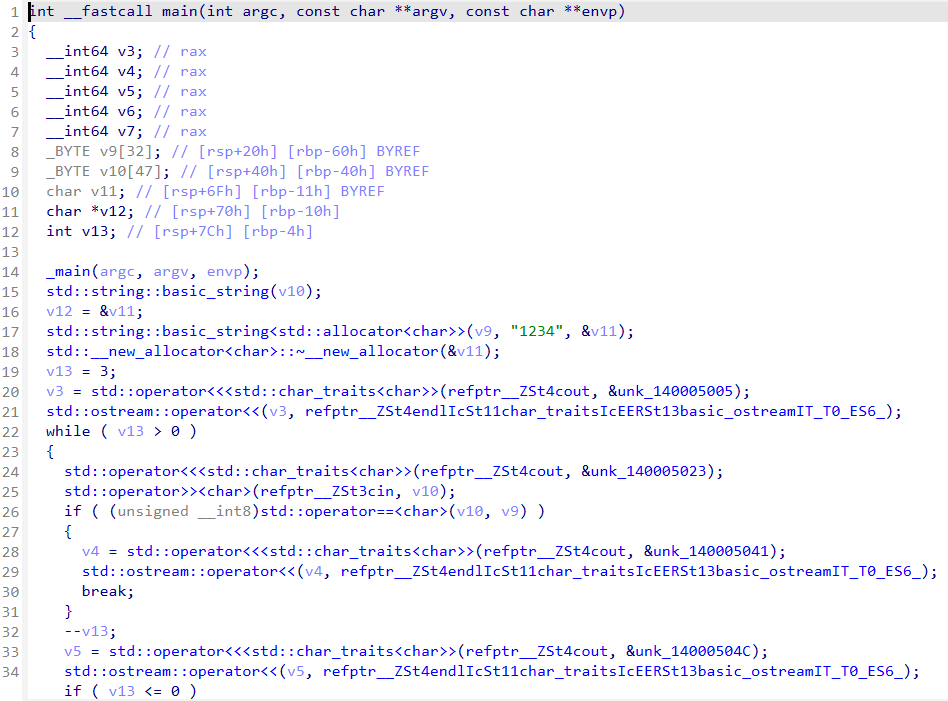 1 int __fastcall main(int argc, const char **argv, const char **envp)
2 {
3   __int64 v3; // rax
4   __int64 v4; // rax
5   __int64 v5; // rax
6   __int64 v6; // rax
7   __int64 v7; // rax
8   _BYTE v9[32]; // [rsp+20h] [rbp-60h] BYREF
9   _BYTE v10[47]; // [rsp+40h] [rbp-40h] BYREF
10   char v11; // [rsp+6Fh] [rbp-11h] BYREF
11   char *v12; // [rsp+70h] [rbp-10h]
12   int v13; // [rsp+7Ch] [rbp-4h]
13
14   _main(argc, argv, envp);
15   std::string::basic_string(v10);
16   v12 = &v11;
17   std::string::basic_string<std::allocator<char>>(v9, "1234", &v11);
18   std::__new_allocator<char>::~__new_allocator(&v11);
19   v13 = 3;
20   v3 = std::operator<<<std::char_traits<char>>(refptr__ZSt4cout, &unk_140005005);
21   std::ostream::operator<<(v3, refptr__ZSt4endlIcSt11char_traitsIcEERSt13basic_ostreamIT_T0_ES6_);
22   while ( v13 > 0 )
23   {
24     std::operator<<<std::char_traits<char>>(refptr__ZSt4cout, &unk_140005023);
25     std::operator>><char>(refptr__ZSt3cin, v10);
26     if ( (unsigned __int8)std::operator==<char>(v10, v9) )
27     {
28       v4 = std::operator<<<std::char_traits<char>>(refptr__ZSt4cout, &unk_140005041);
29       std::ostream::operator<<(v4, refptr__ZSt4endlIcSt11char_traitsIcEERSt13basic_ostreamIT_T0_ES6_);
30       break;
31     }
32     --v13;
33     v5 = std::operator<<<std::char_traits<char>>(refptr__ZSt4cout, &unk_14000504C);
34     std::ostream::operator<<(v5, refptr__ZSt4endlIcSt11char_traitsIcEERSt13basic_ostreamIT_T0_ES6_);
    if ( v13 <= 0 )